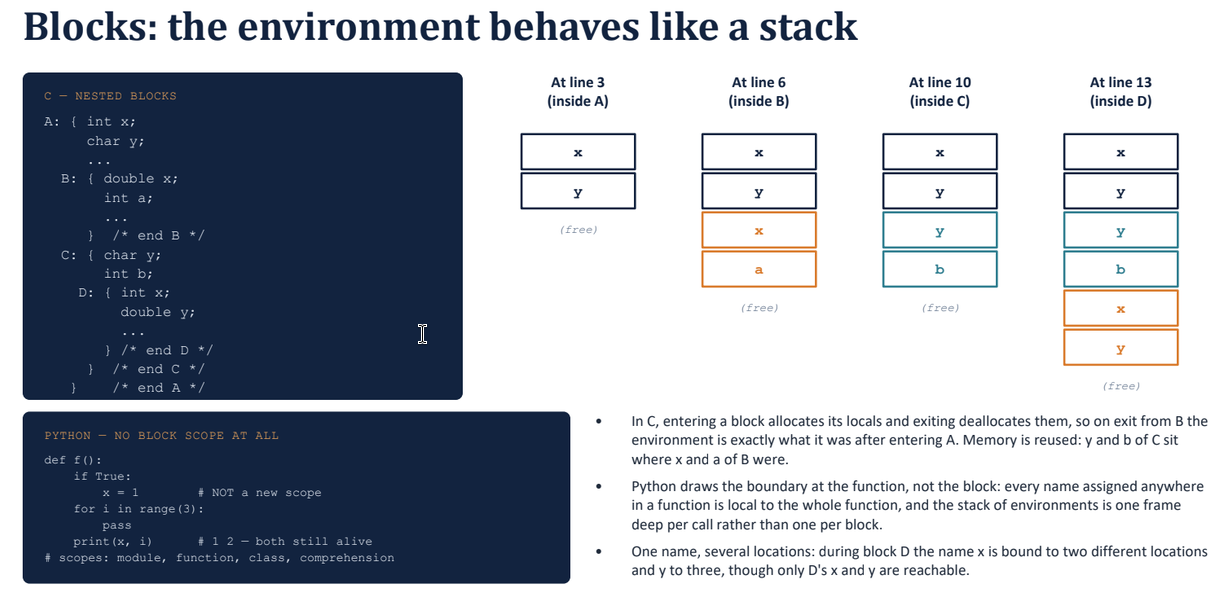 Blocks: the environment behaves like a stack
C — NESTED BLOCKS
A: { int x;
char y;
...
B: { double x;
int a;
...
} /* end B */
C: { char y;
int b;
D: { int x;
double y;
...
} /* end D */
} /* end C */
} /* end A */
At line 3
(inside A)
x
y
(free)
At line 6
(inside B)
x
y
x
a
(free)
At line 10
(inside C)
x
y
y
b
(free)
At line 13
(inside D)
x
y
y
b
x
y
(free)
PYTHON — NO BLOCK SCOPE AT ALL
def f():
    if True:
        x = 1        # NOT a new scope
    for i in range(3):
        pass
    print(x, i)      # 1 2 — both still alive
# scopes: module, function, class, comprehension
• In C, entering a block allocates its locals and exiting deallocates them, so on exit from B the
environment is exactly what it was after entering A. Memory is reused: y and b of C sit
where x and a of B were.
• Python draws the boundary at the function, not the block: every name assigned anywhere
in a function is local to the whole function, and the stack of environments is one frame
deep per call rather than one per block.
• One name, several locations: during block D the name x is bound to two different locations
and y to three, though only D's x and y are reachable.